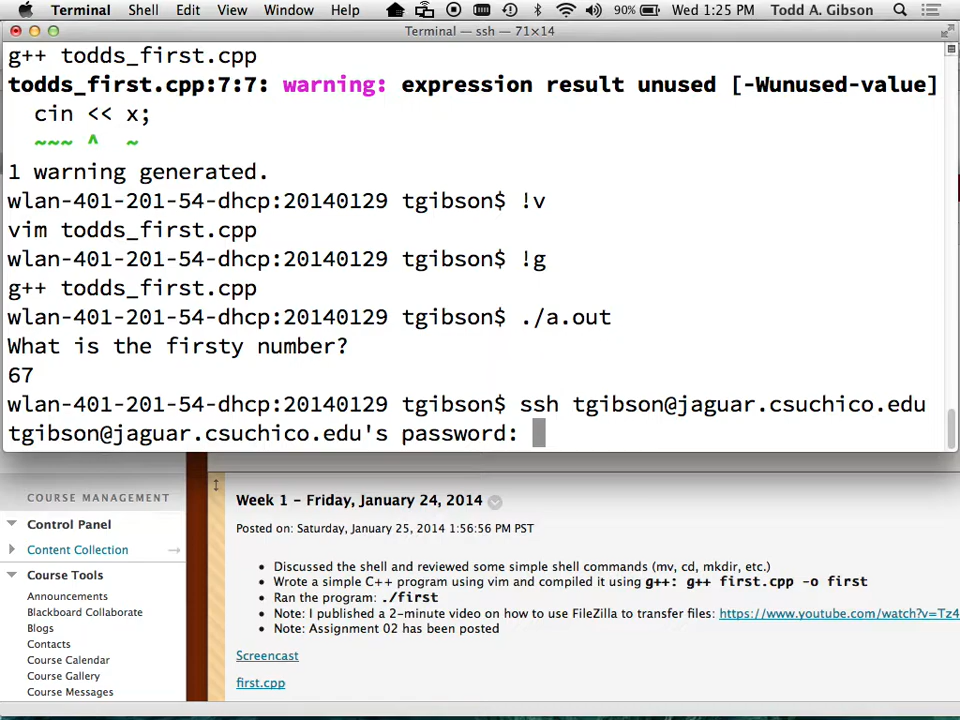 Terminal Shell Edit View Window Help 90% Wed 1:25 PM Todd A. Gibson
Terminal — ssh — 71×14
g++ todds_first.cpp
todds_first.cpp:7:7: warning: expression result unused [-Wunused-value]
cin << x;
~~~ ^ ~
1 warning generated.
wlan-401-201-54-dhcp:20140129 tgibson$ !v
vim todds_first.cpp
wlan-401-201-54-dhcp:20140129 tgibson$ !g
g++ todds_first.cpp
wlan-401-201-54-dhcp:20140129 tgibson$ ./a.out
What is the firsty number?
67
wlan-401-201-54-dhcp:20140129 tgibson$ ssh tgibson@jaguar.csuchico.edu
tgibson@jaguar.csuchico.edu's password:
COURSE MANAGEMENT
Control Panel
Content Collection
Course Tools
Announcements
Blackboard Collaborate
Blogs
Contacts
Course Calendar
Course Gallery
Course Messages
Week 1 – Friday, January 24, 2014
Posted on: Saturday, January 25, 2014 1:56:56 PM PST
• Discussed the shell and reviewed some simple shell commands (mv, cd, mkdir, etc.)
• Wrote a simple C++ program using vim and compiled it using g++: g++ first.cpp -o first
• Ran the program: ./first
• Note: I published a 2-minute video on how to use FileZilla to transfer files: https://www.youtube.com/watch?v=Tz4
• Note: Assignment 02 has been posted
Screencast
first.cpp